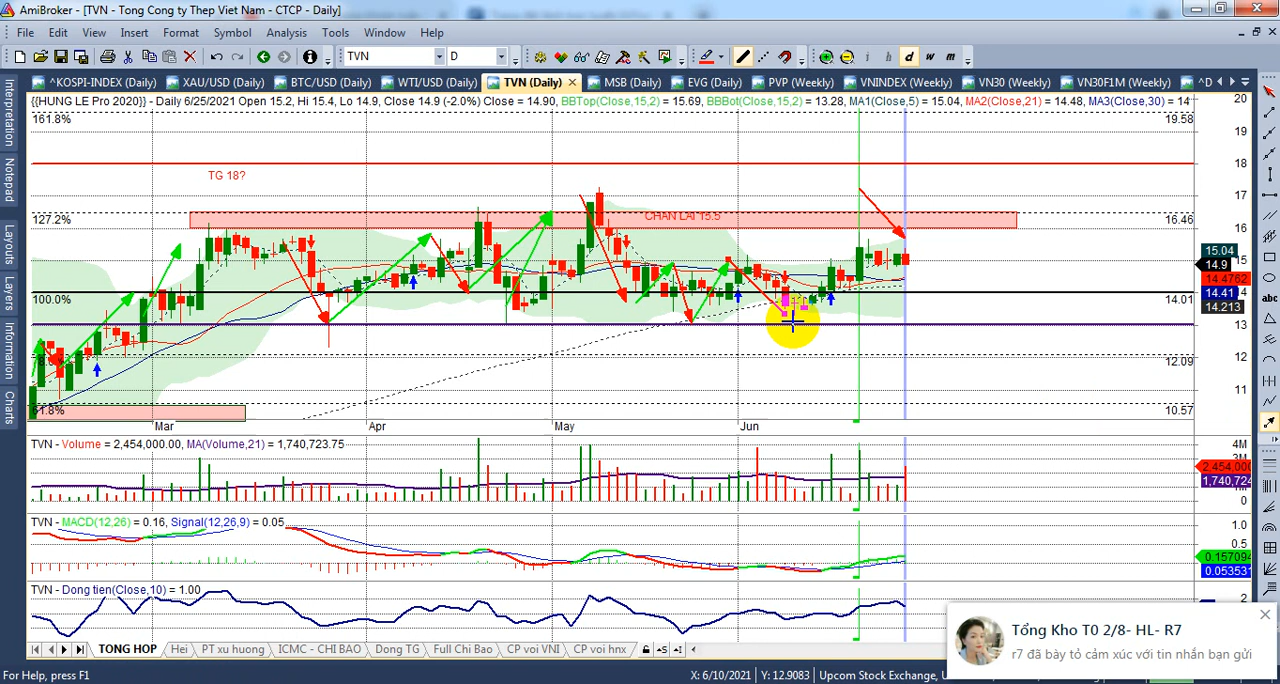 AmiBroker - [TVN - Tong Cong ty Thep Viet Nam - CTCP - Daily]
File Edit View Insert Format Symbol Analysis Tools Window Help
TVN D i h d w m
^KOSPI-INDEX (Daily) XAU/USD (Daily) BTC/USD (Daily) WTI/USD (Daily) TVN (Daily) MSB (Daily) EVG (Daily) PVP (Weekly) VNINDEX (Weekly) VN30 (Weekly) VN30F1M (Weekly) ^D
Interpretation
Notepad
Layouts
Layers
Information
Charts
{{HUNG LE Pro 2020}} - Daily 6/25/2021 Open 15.2, Hi 15.4, Lo 14.9, Close 14.9 (-2.0%) Close = 14.90, BBTop(Close,15,2) = 15.69, BBBot(Close,15,2) = 13.28, MA1(Close,5) = 15.04, MA2(Close,21) = 14.48, MA3(Close,30) = 14
20
161.8% 19.58
19
18
TG 18?
17
127.2% CHAN LAI 15.5 16.46
16
15.04
15
14.9
14.4762
14.41
14
100.0% 14.01
14.213
13
12.09
12
11
61.8% 10.57
Mar Apr May Jun
TVN - Volume = 2,454,000.00, MA(Volume,21) = 1,740,723.75
4M
3M
2,454,000
1,740,724
0
TVN - MACD(12,26) = 0.16, Signal(12,26,9) = 0.05
1.0
0.5
0.157094
0.053531
TVN - Dong tien(Close,10) = 1.00
2
abc
TONG HOP Hei PT xu huong ICMC - CHI BAO Dong TG Full Chi Bao CP voi VNI CP voi hnx
Tổng Kho T0 2/8- HL- R7
r7 đã bày tỏ cảm xúc với tin nhắn bạn gửi
For Help, press F1 X: 6/10/2021 Y: 12.9083 Upcom Stock Exchange,